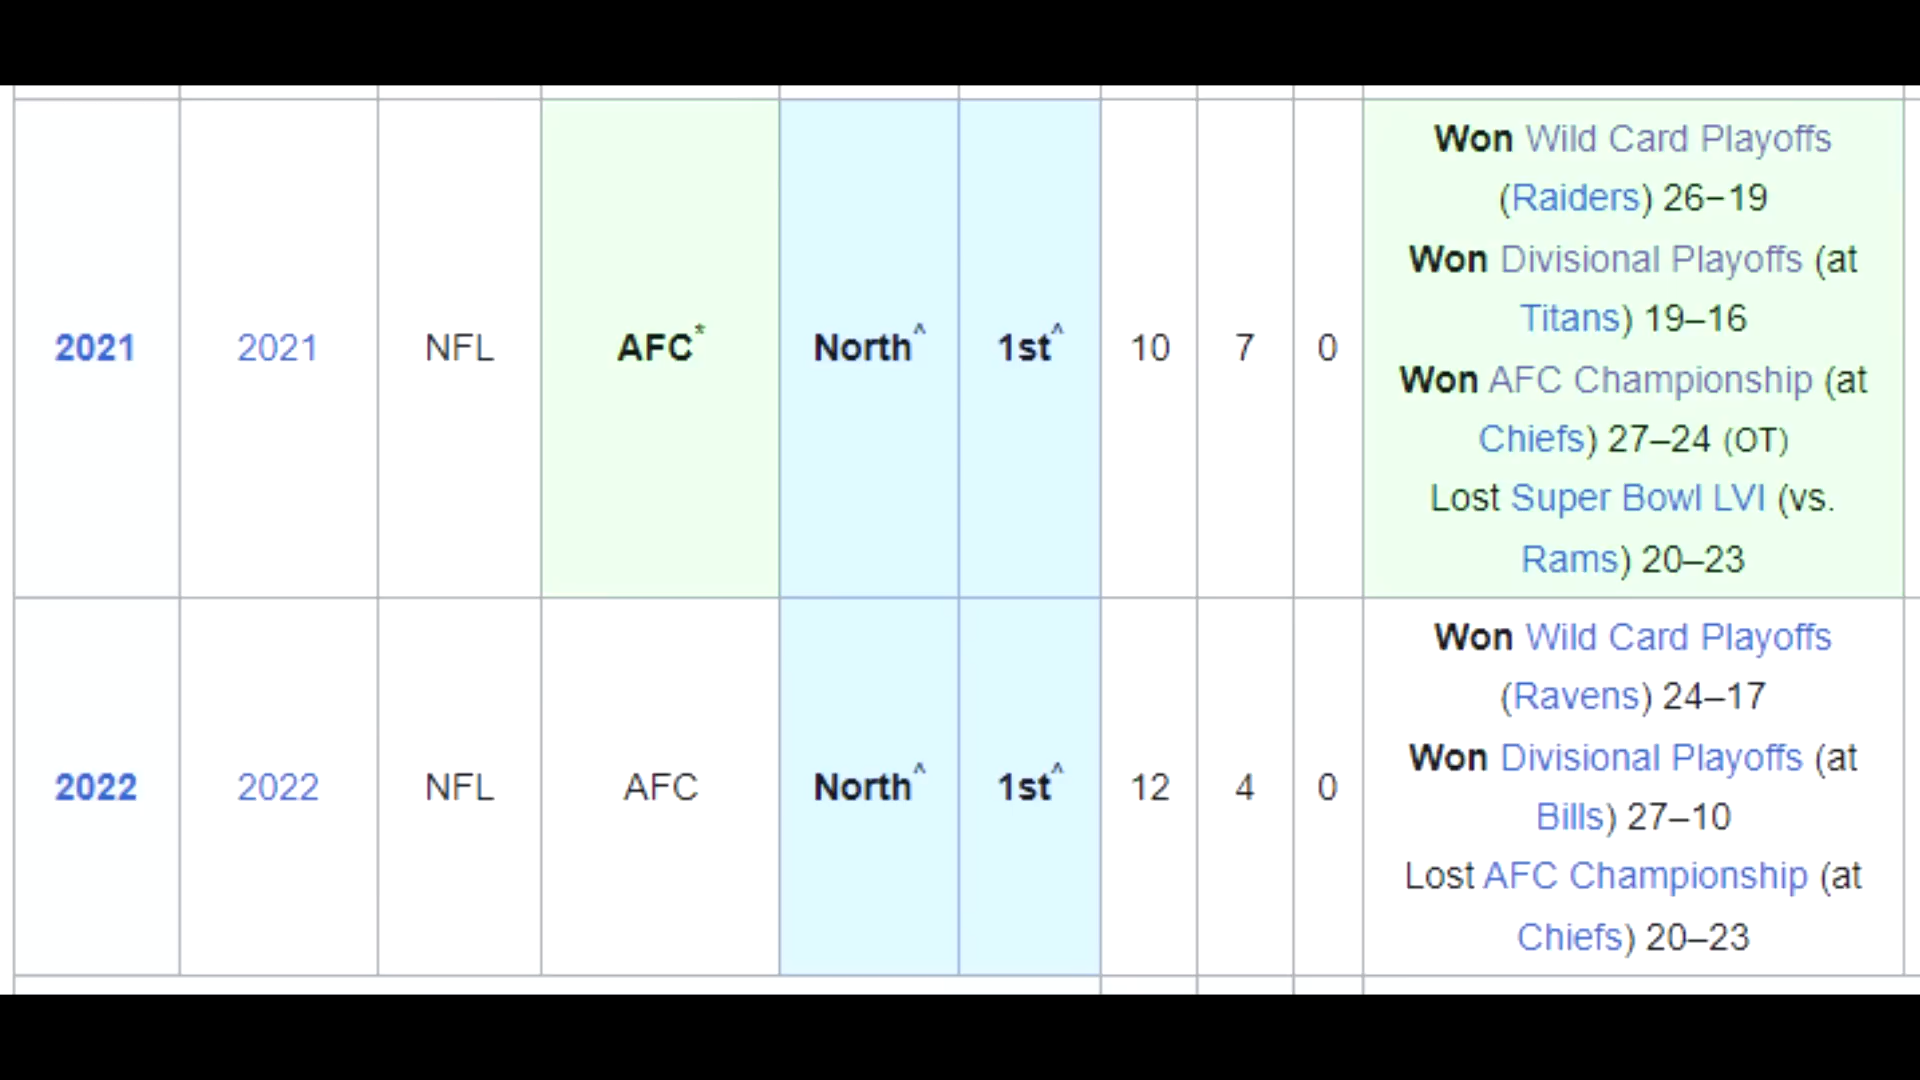 2021 2021 NFL AFC* North^ 1st^ 10 7 0
Won Wild Card Playoffs
(Raiders) 26−19
Won Divisional Playoffs (at
Titans) 19–16
Won AFC Championship (at
Chiefs) 27–24 (OT)
Lost Super Bowl LVI (vs.
Rams) 20–23
2022 2022 NFL AFC North^ 1st^ 12 4 0
Won Wild Card Playoffs
(Ravens) 24–17
Won Divisional Playoffs (at
Bills) 27–10
Lost AFC Championship (at
Chiefs) 20–23